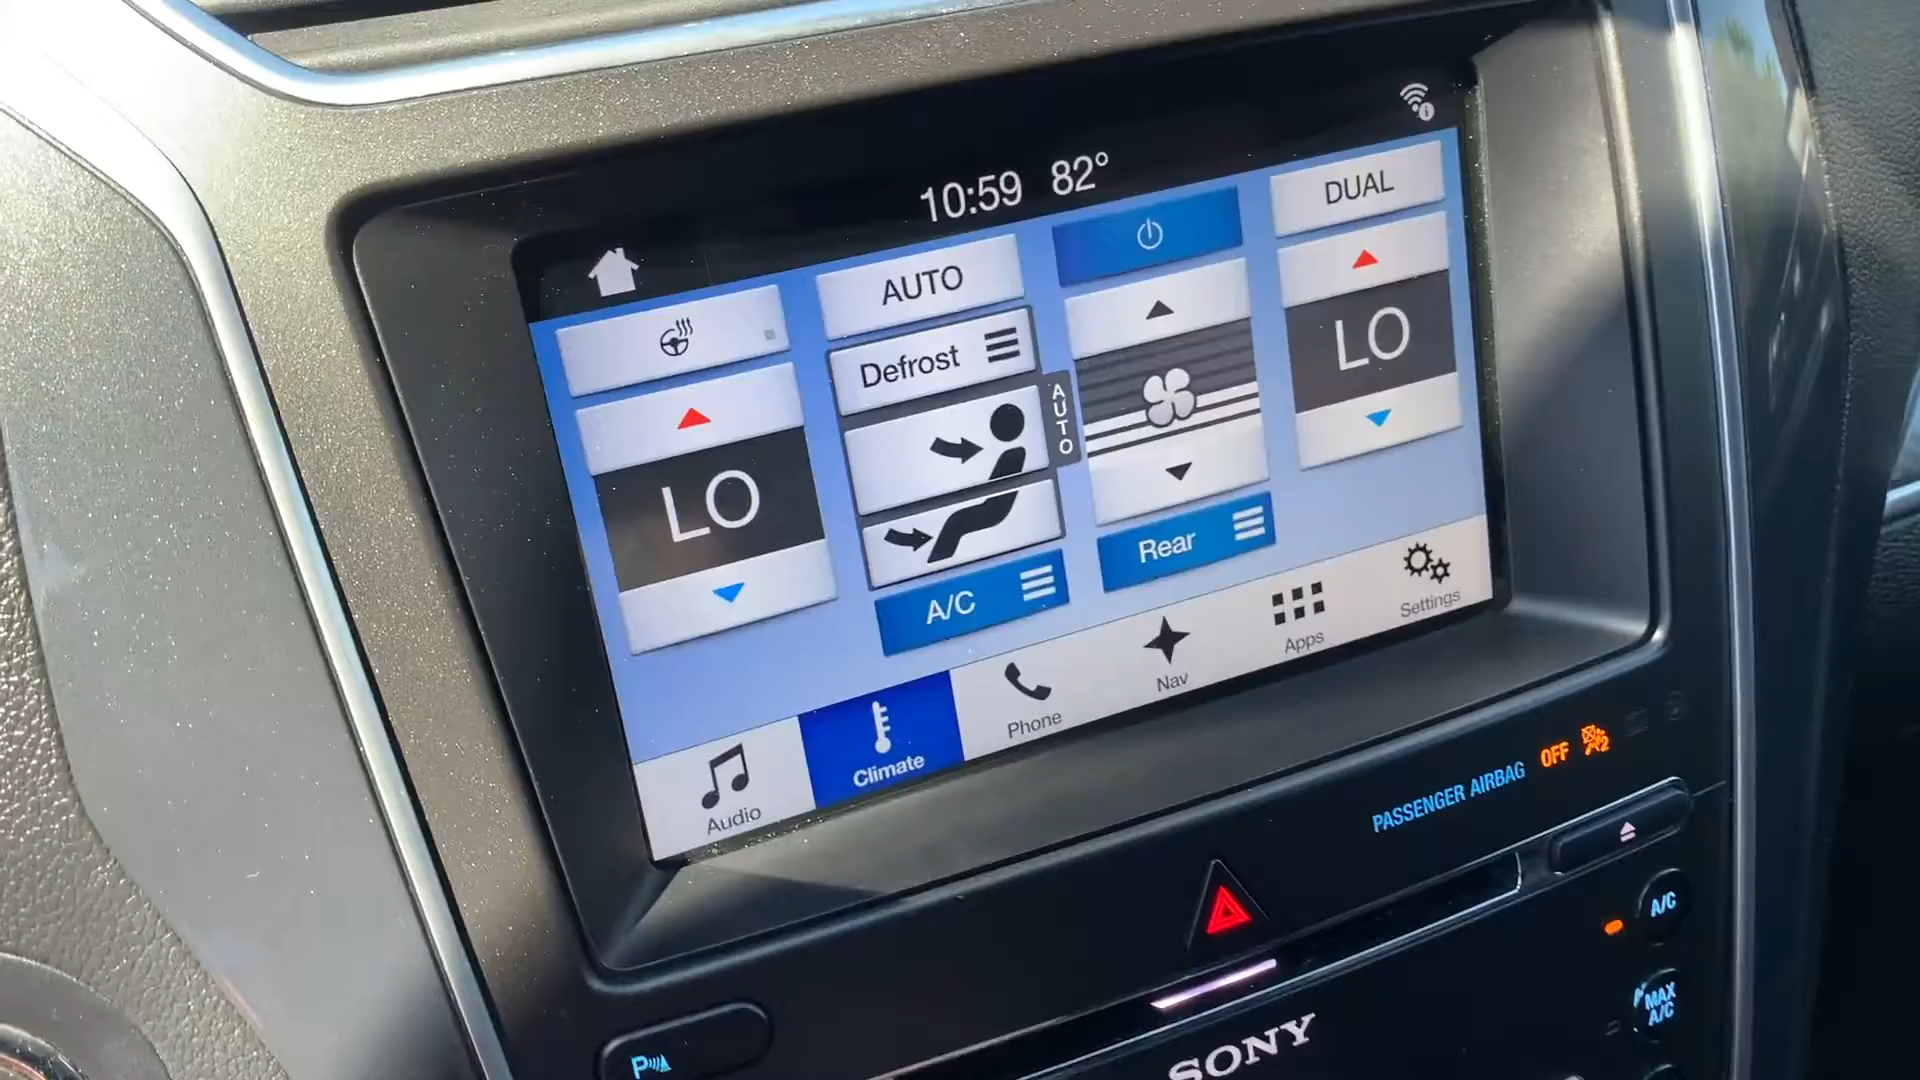 10:59 82°
DUAL
AUTO
Defrost
AUTO
LO
LO
A/C
Rear
Audio
Climate
Phone
Nav
Apps
Settings
PASSENGER AIRBAG OFF
2
A/C
MAX
A/C
P
SONY